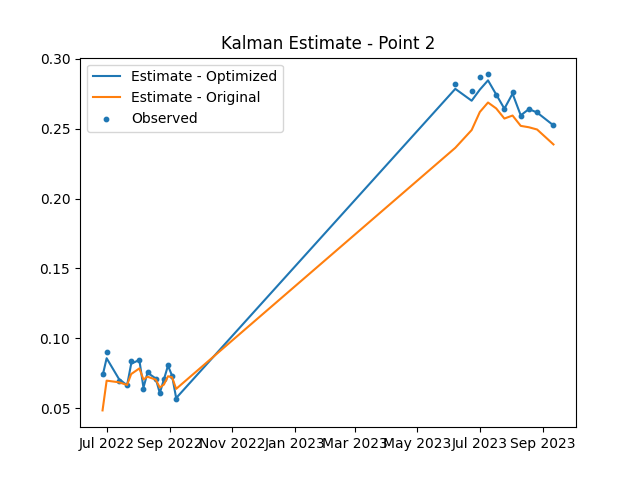 Kalman Estimate - Point 2
0.30
0.25
0.20
0.15
0.10
0.05
Estimate - Optimized
Estimate - Original
Observed
Jul 2022 Sep 2022 Nov 2022 Jan 2023 Mar 2023 May 2023 Jul 2023 Sep 2023